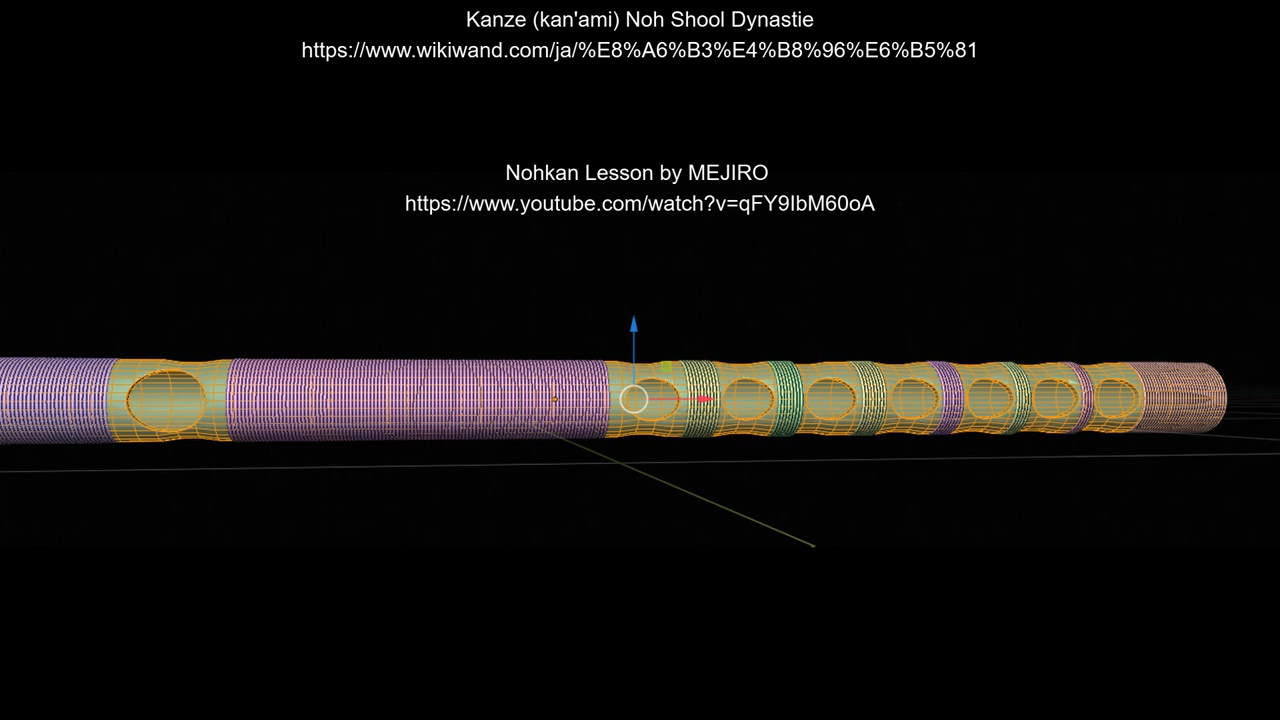 Kanze (kan'ami) Noh Shool Dynastie
https://www.wikiwand.com/ja/%E8%A6%B3%E4%B8%96%E6%B5%81
Nohkan Lesson by MEJIRO
https://www.youtube.com/watch?v=qFY9IbM60oA